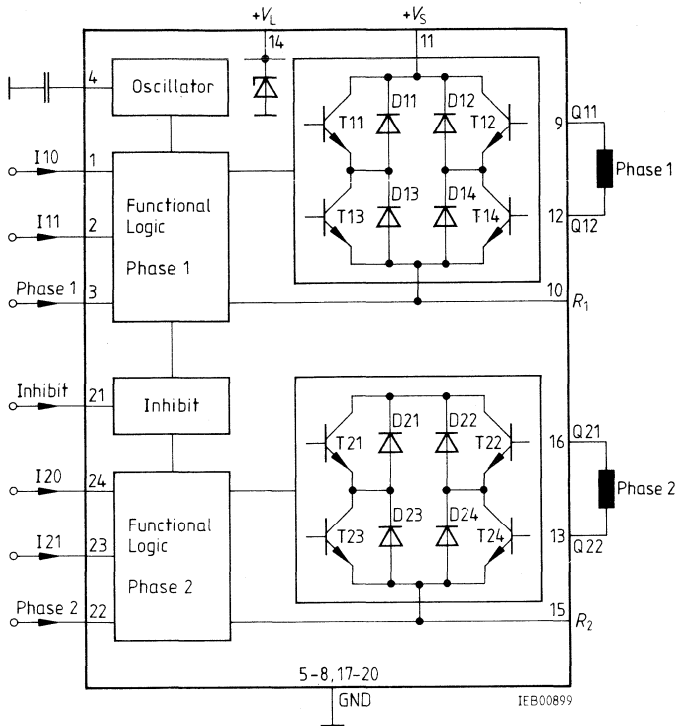 +V_L
+V_S
14
11
4
Oscillator
D11
D12
T11
T12
9
Q11
I10
1
Phase 1
Functional
Logic
Phase 1
D13
D14
T13
T14
I11
2
12
Q12
Phase 1
3
10
R_1
Inhibit
21
Inhibit
D21
D22
T21
T22
16
Q21
I20
24
Phase 2
Functional
Logic
Phase 2
D23
D24
T23
T24
13
Q22
I21
23
Phase 2
22
15
R_2
5-8, 17-20
GND
IEB00899